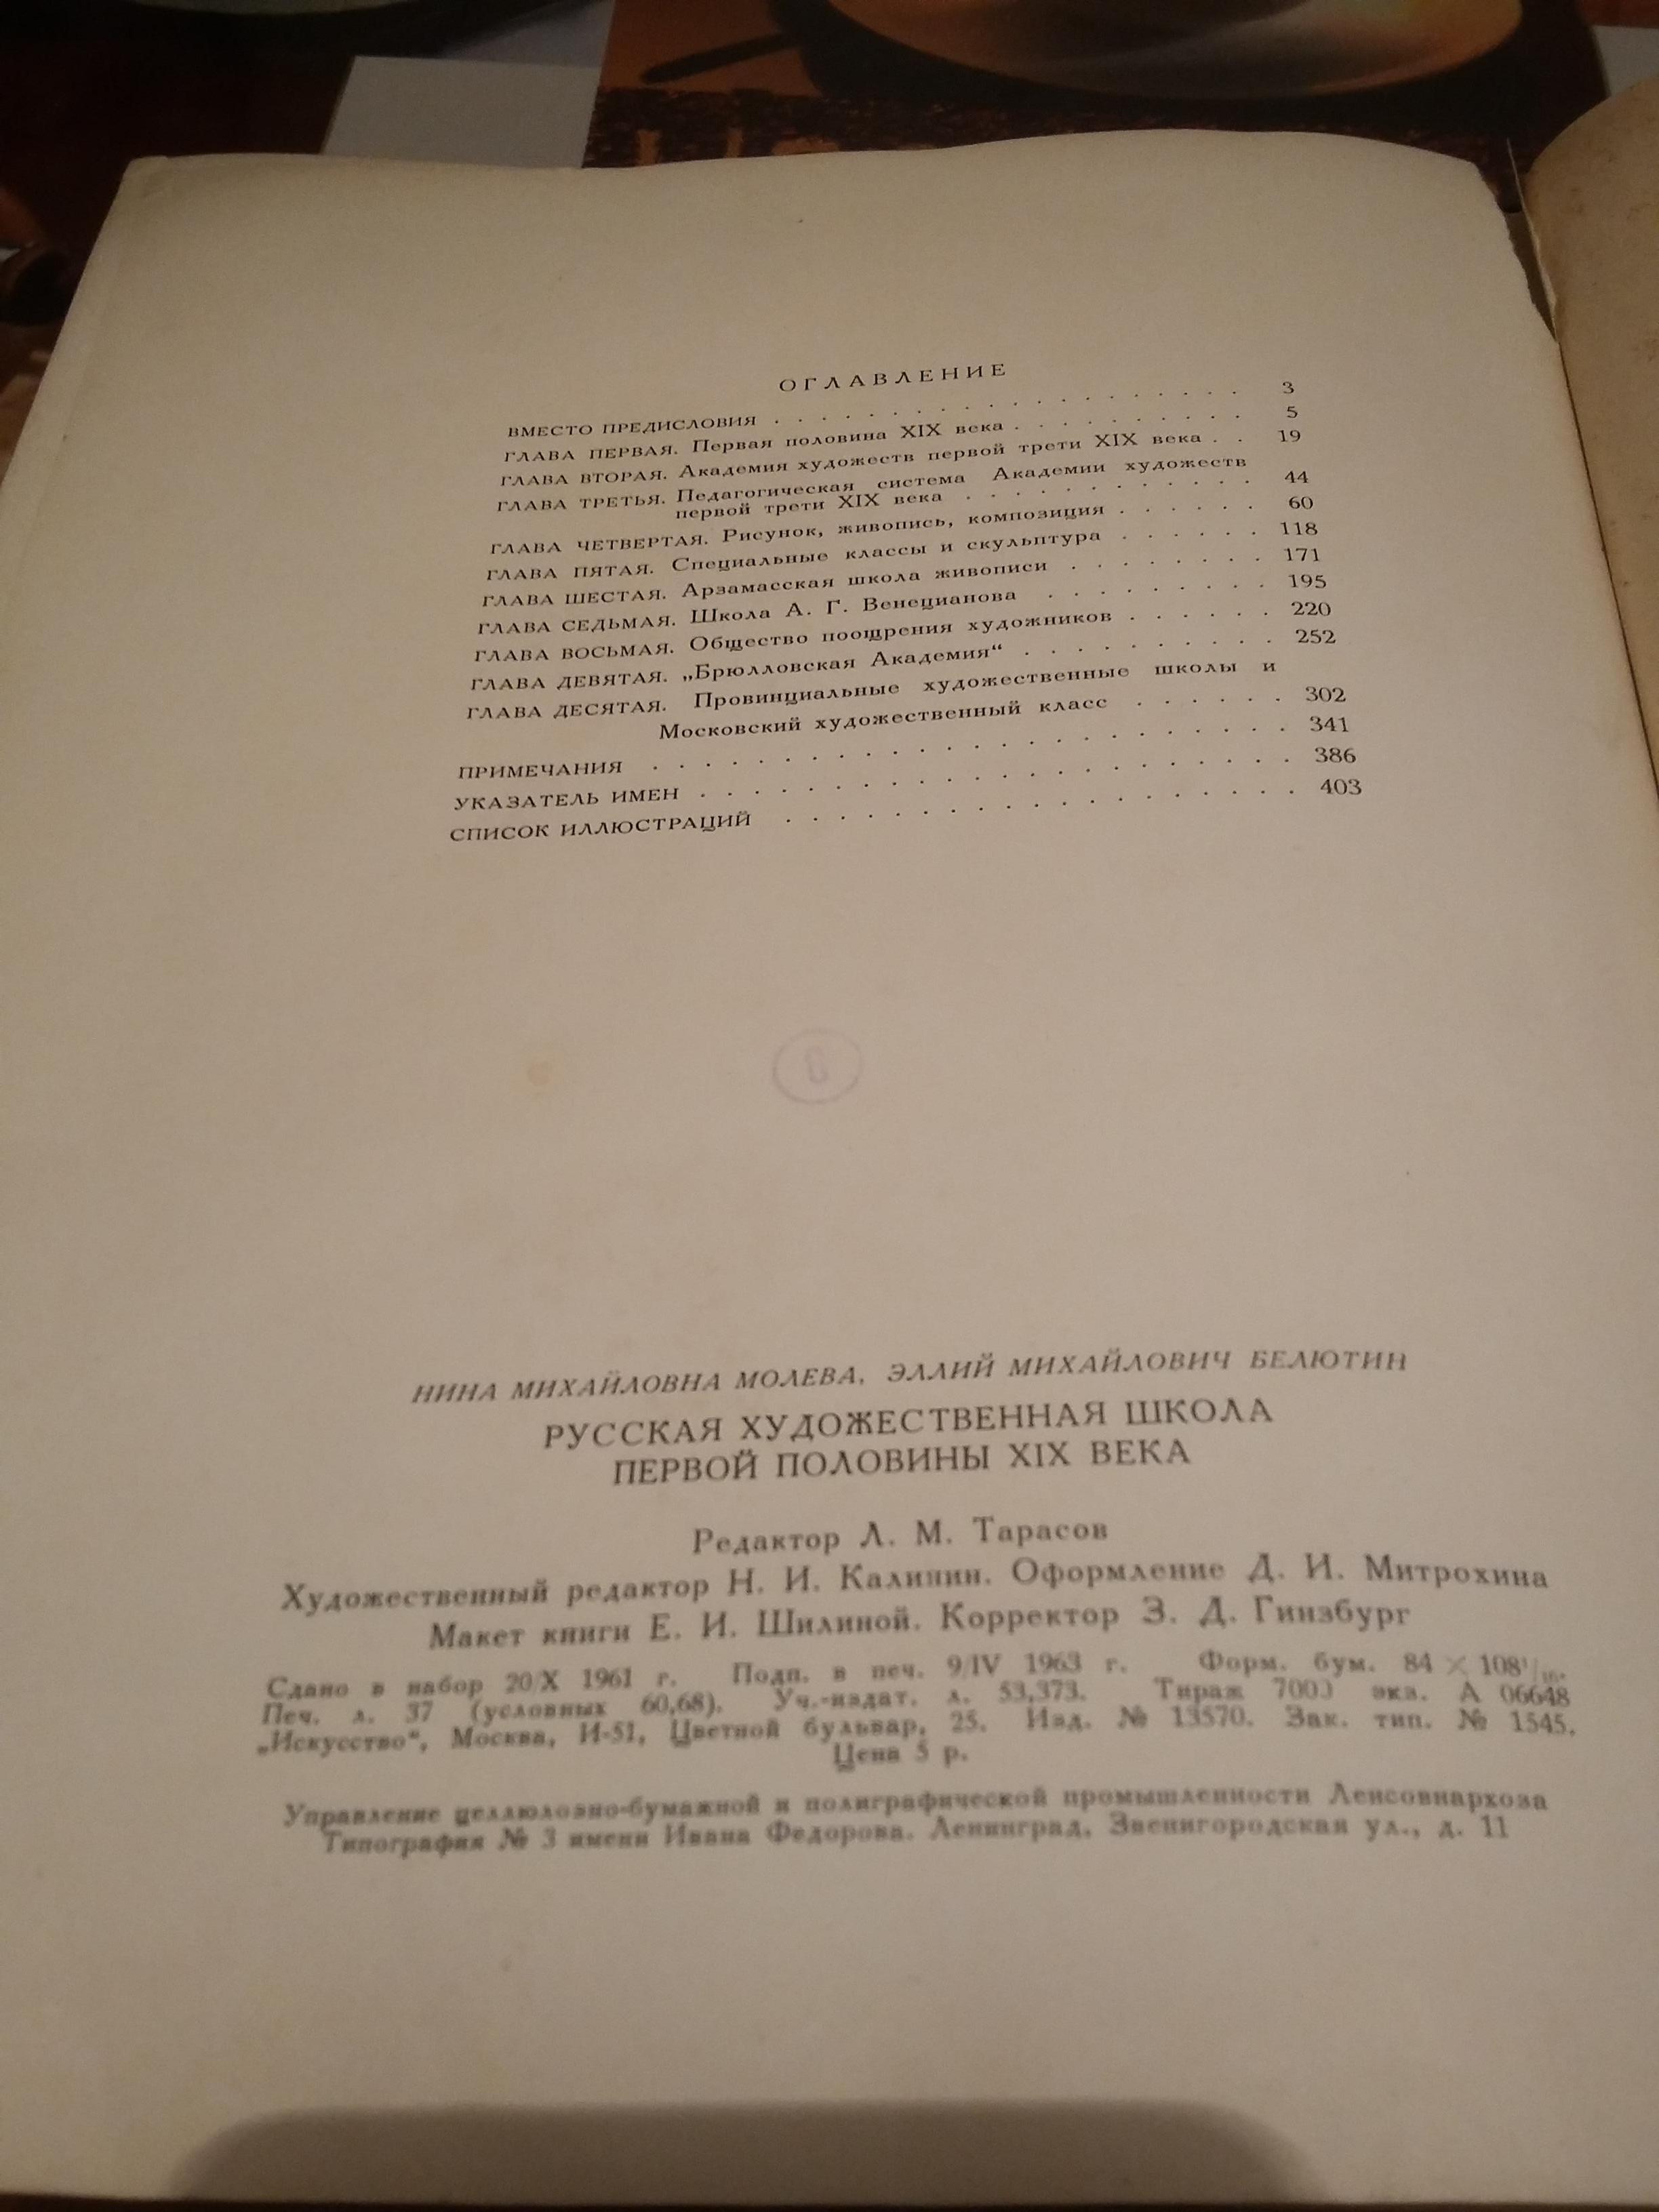 ОГЛАВЛЕНИЕ
ВМЕСТО ПРЕДИСЛОВИЯ . . . . . . . . . . . . . . . . . . 3
ГЛАВА ПЕРВАЯ. Первая половина XIX века . . . . . . . . . 5
ГЛАВА ВТОРАЯ. Академия художеств первой трети XIX века . . 19
ГЛАВА ТРЕТЬЯ. Педагогическая система Академии художеств
первой трети XIX века . . . . . . . . . . . 44
ГЛАВА ЧЕТВЕРТАЯ. Рисунок, живопись, композиция . . . . . . 60
ГЛАВА ПЯТАЯ. Специальные классы и скульптура . . . . . . 118
ГЛАВА ШЕСТАЯ. Арзамасская школа живописи . . . . . . . . 171
ГЛАВА СЕДЬМАЯ. Школа А. Г. Венецианова . . . . . . . . . 195
ГЛАВА ВОСЬМАЯ. Общество поощрения художников . . . . . . 220
ГЛАВА ДЕВЯТАЯ. „Брюлловская Академия“ . . . . . . . . . . 252
ГЛАВА ДЕСЯТАЯ. Провинциальные художественные школы и
Московский художественный класс . . . . . . 302
ПРИМЕЧАНИЯ . . . . . . . . . . . . . . . . . . . . . . . 341
УКАЗАТЕЛЬ ИМЕН . . . . . . . . . . . . . . . . . . . . . 386
СПИСОК ИЛЛЮСТРАЦИЙ . . . . . . . . . . . . . . . . . . 403
НИНА МИХАЙЛОВНА МОЛЕВА, ЭЛЛИЙ МИХАЙЛОВИЧ БЕЛЮТИН
РУССКАЯ ХУДОЖЕСТВЕННАЯ ШКОЛА
ПЕРВОЙ ПОЛОВИНЫ XIX ВЕКА
Редактор Л. М. Тарасов
Художественный редактор Н. И. Калинин. Оформление Д. И. Митрохина
Макет книги Е. И. Шилиной. Корректор З. Д. Гинзбург
Сдано в набор 20/X 1961 г. Подп. в печ. 9/IV 1963 г. Форм. бум. 84 × 108¹/₁₆.
Печ. л. 37 (условных 60,68). Уч.-издат. л. 53,373. Тираж 7000 экз. А 06648
„Искусство“, Москва, И-51, Цветной бульвар, 25. Изд. № 13570. Зак. тип. № 1545.
Цена 5 р.
Управление целлюлозно-бумажной и полиграфической промышленности Ленсовнархоза
Типография № 3 имени Ивана Федорова. Ленинград, Звенигородская ул., д. 11